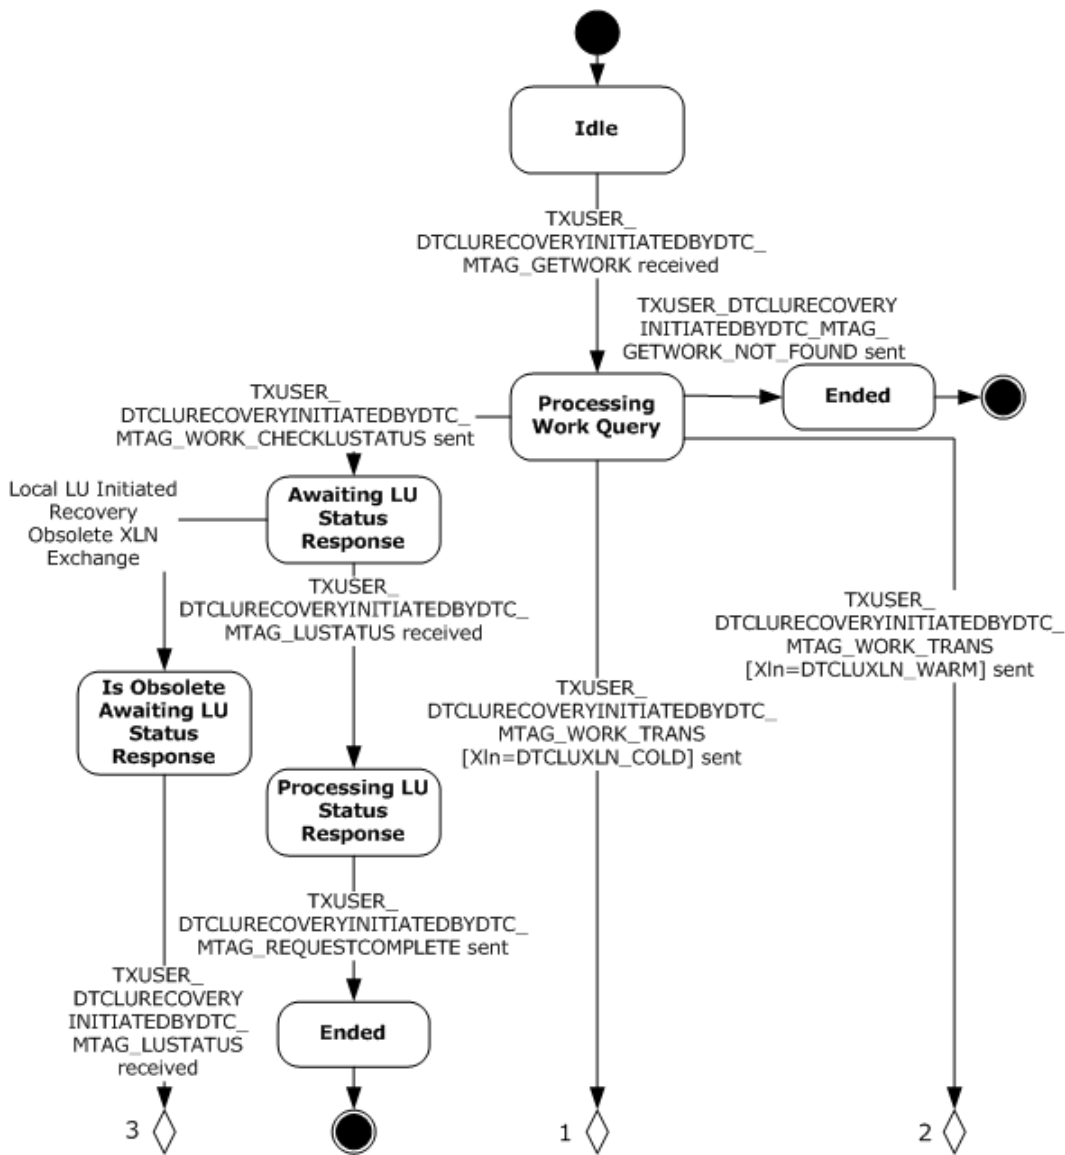 Idle
TXUSER_
DTCLURECOVERYINITIATEDBYDTC_
MTAG_GETWORK received
TXUSER_DTCLURECOVERY
INITIATEDBYDTC_MTAG_
GETWORK_NOT_FOUND sent
Processing
Work Query
Ended
TXUSER_
DTCLURECOVERYINITIATEDBYDTC_
MTAG_WORK_CHECKLUSTATUS sent
Awaiting LU
Status
Response
Local LU Initiated
Recovery
Obsolete XLN
Exchange
TXUSER_
DTCLURECOVERYINITIATEDBYDTC_
MTAG_LUSTATUS received
TXUSER_
DTCLURECOVERYINITIATEDBYDTC_
MTAG_WORK_TRANS
[Xln=DTCLUXLN_WARM] sent
Is Obsolete
Awaiting LU
Status
Response
TXUSER_
DTCLURECOVERYINITIATEDBYDTC_
MTAG_WORK_TRANS
[Xln=DTCLUXLN_COLD] sent
Processing LU
Status
Response
TXUSER_
DTCLURECOVERYINITIATEDBYDTC_
MTAG_REQUESTCOMPLETE sent
TXUSER_
DTCLURECOVERY
INITIATEDBYDTC_
MTAG_LUSTATUS
received
Ended
3
1
2